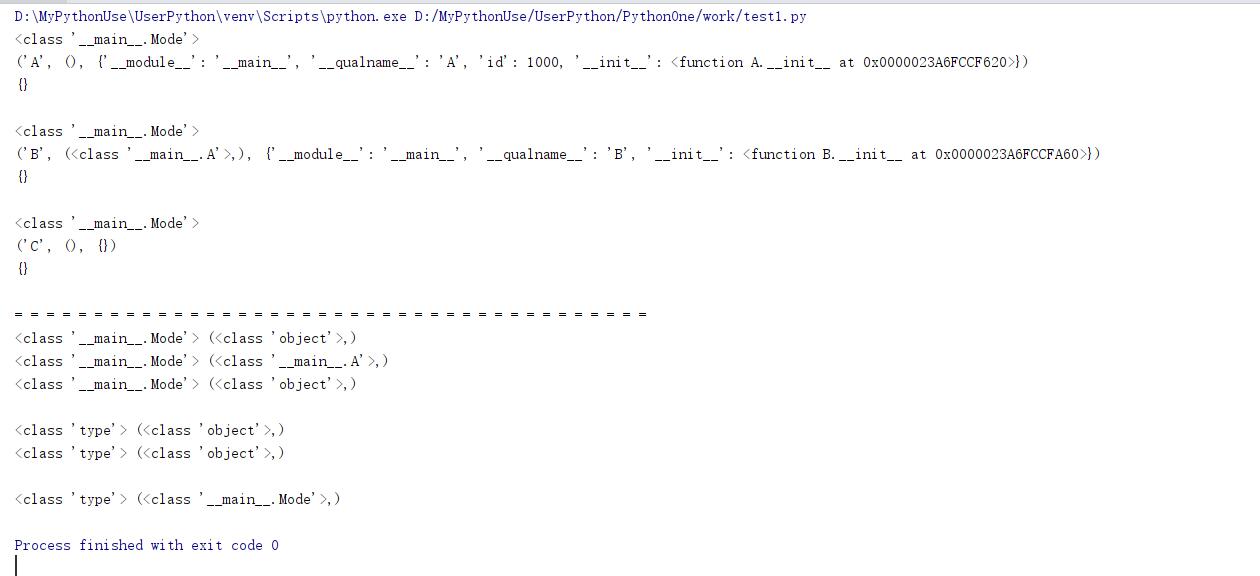 D:\MyPythonUse\UserPython\venv\Scripts\python.exe D:/MyPythonUse/UserPython/PythonOne/work/test1.py
<class '__main__.Mode'>
('A', (), {'__module__': '__main__', '__qualname__': 'A', 'id': 1000, '__init__': <function A.__init__ at 0x0000023A6FCCF620>})
{}
<class '__main__.Mode'>
('B', (<class '__main__.A'>,), {'__module__': '__main__', '__qualname__': 'B', '__init__': <function B.__init__ at 0x0000023A6FCCFA60>})
{}
<class '__main__.Mode'>
('C', (), {})
{}
= = = = = = = = = = = = = = = = = = = = = = = = = = = = = = = = = = = = = = = =
<class '__main__.Mode'> (<class 'object'>,)
<class '__main__.Mode'> (<class '__main__.A'>,)
<class '__main__.Mode'> (<class 'object'>,)
<class 'type'> (<class 'object'>,)
<class 'type'> (<class 'object'>,)
<class 'type'> (<class '__main__.Mode'>,)
Process finished with exit code 0